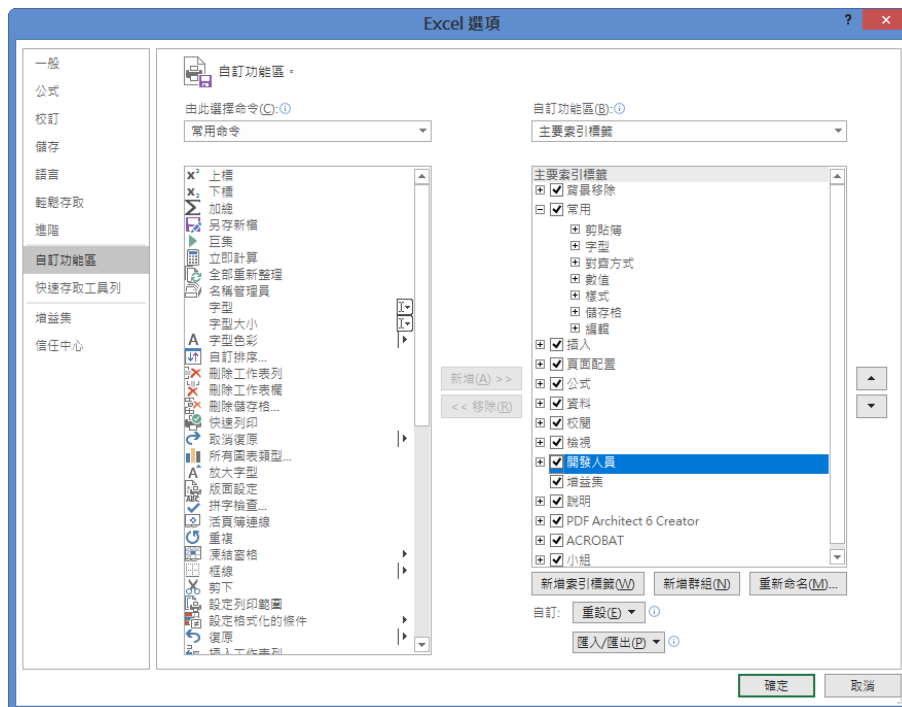 Excel 選項
?
一般
公式
校訂
儲存
語言
輕鬆存取
進階
自訂功能區
快速存取工具列
增益集
信任中心
自訂功能區。
由此選擇命令(C):
常用命令
上標
下標
加總
另存新檔
巨集
立即計算
全部重新整理
名稱管理員
字型
字型大小
字型色彩
自訂排序...
刪除工作表列
刪除工作表欄
刪除儲存格...
快速列印
取消復原
所有圖表類型...
放大字型
版面設定
拼字檢查...
活頁簿連線
重複
凍結窗格
框線
剪下
設定列印範圍
設定格式化的條件
復原
插入工作表列
新增(A) >>
<< 移除(R)
自訂功能區(B):
主要索引標籤
主要索引標籤
背景移除
常用
剪貼簿
字型
對齊方式
數值
樣式
儲存格
編輯
插入
頁面配置
公式
資料
校閱
檢視
開發人員
增益集
說明
PDF Architect 6 Creator
ACROBAT
小組
新增索引標籤(W) 新增群組(N) 重新命名(M)...
自訂: 重設(E)
匯入/匯出(P)
確定 取消